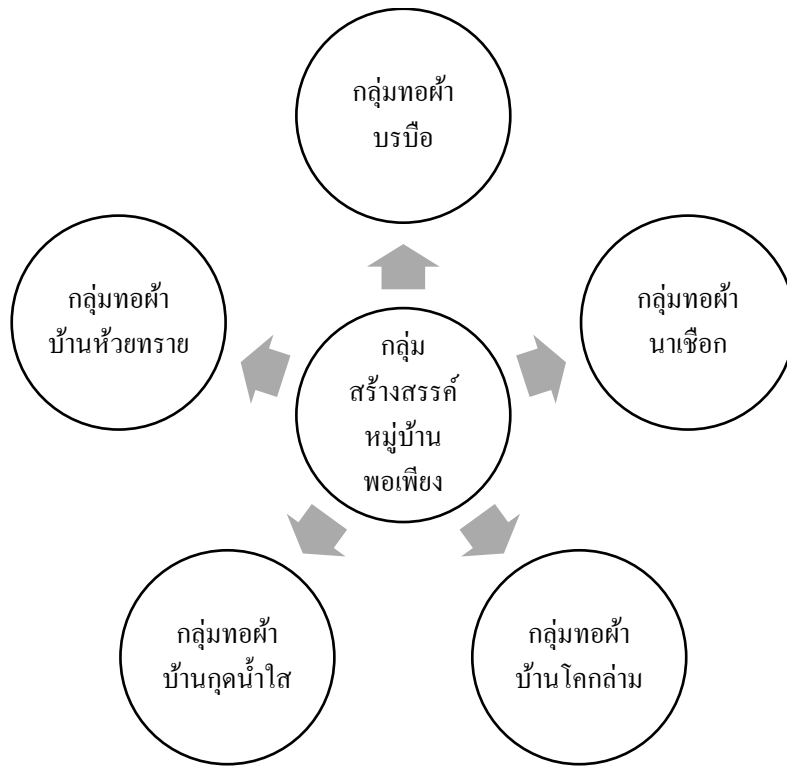 กลุ่มทอผ้า
บรบือ
กลุ่มทอผ้า
บ้านห้วยทราย
กลุ่มทอผ้า
นาเชือก
กลุ่ม
สร้างสรรค์
หมู่บ้าน
พอเพียง
กลุ่มทอผ้า
บ้านกุดน้ำใส
กลุ่มทอผ้า
บ้านโคกล่าม